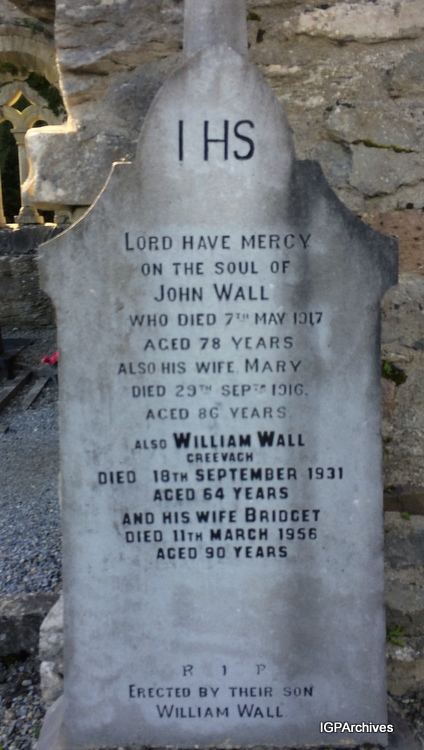 IHS
LORD HAVE MERCY
ON THE SOUL OF
JOHN WALL
WHO DIED 7TH MAY 1917
AGED 78 YEARS
ALSO HIS WIFE MARY
DIED 29TH SEPTR 1916.
AGED 86 YEARS.
ALSO WILLIAM WALL
CREEVAGH
DIED 18TH SEPTEMBER 1931
AGED 64 YEARS
AND HIS WIFE BRIDGET
DIED 11TH MARCH 1956
AGED 90 YEARS
R I P
ERECTED BY THEIR SON
WILLIAM WALL
IGPArchives